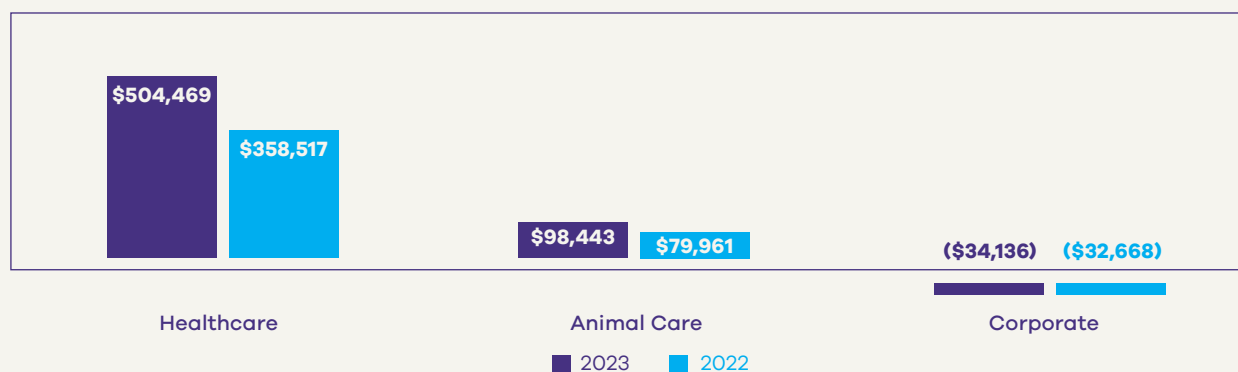 $504,469
$358,517
$98,443
$79,961
($34,136) ($32,668)
Healthcare
Animal Care
Corporate
2023 2022